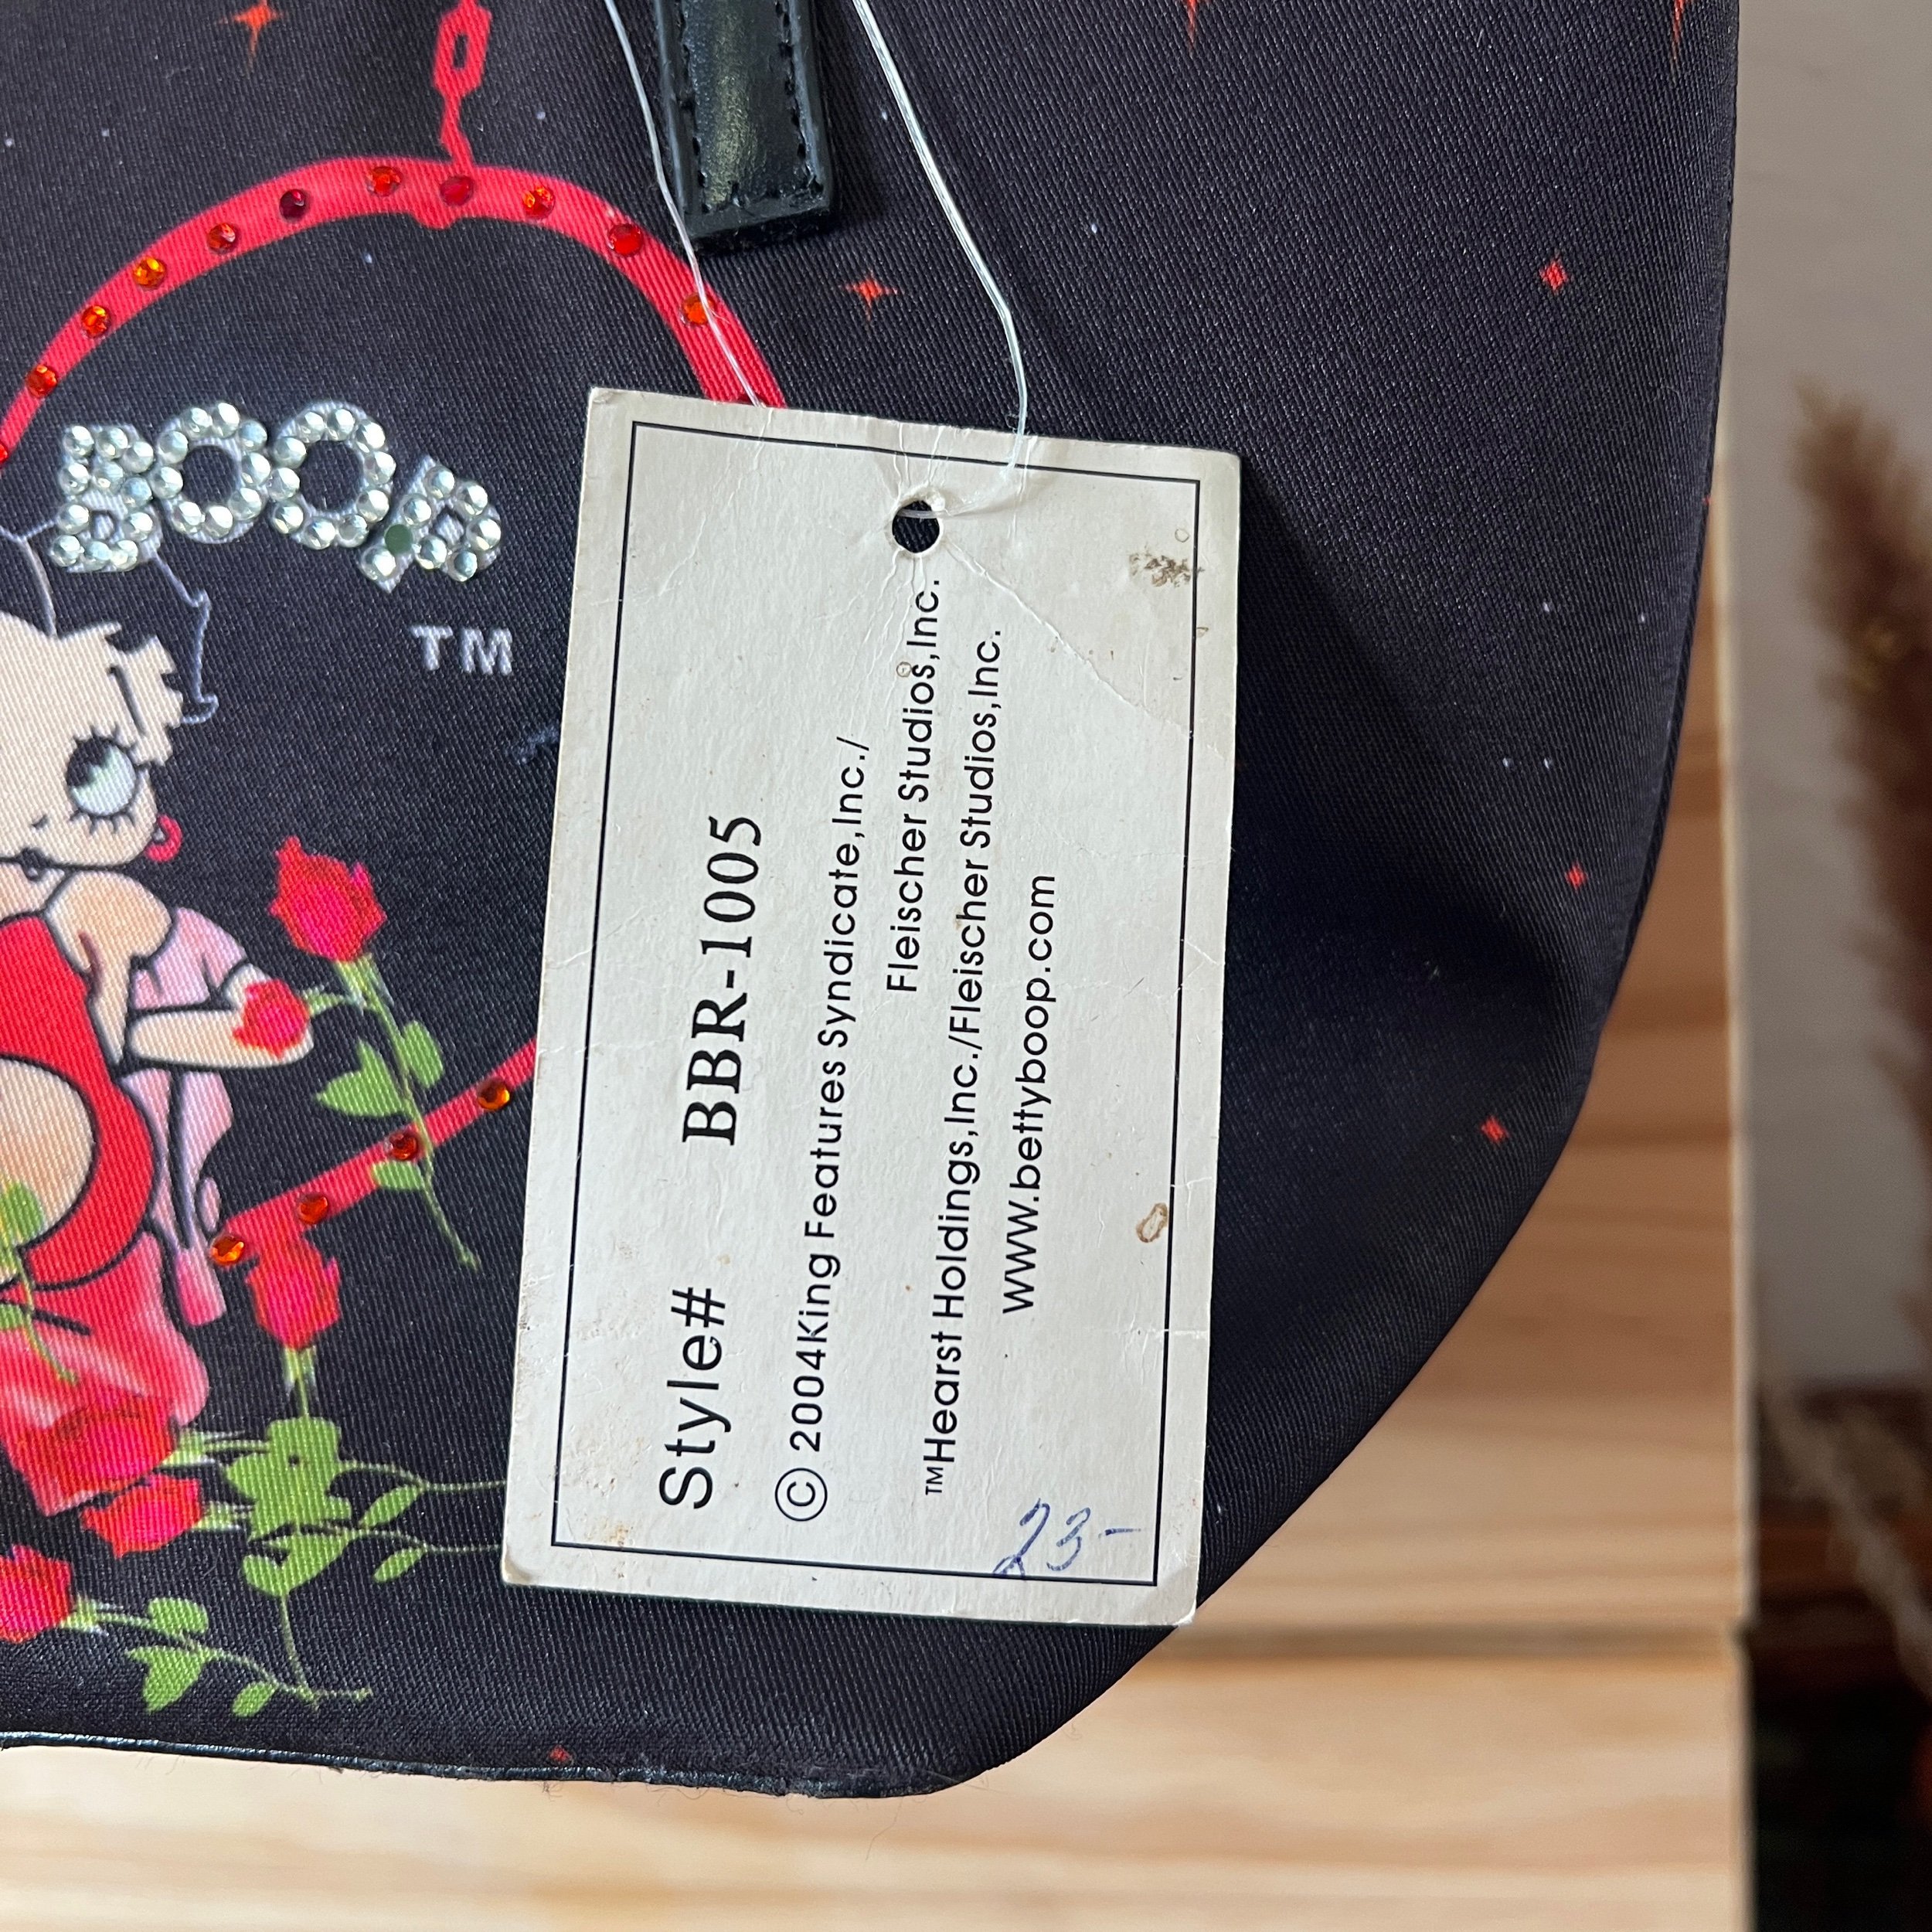 BOOP
TM
Style# BBR-1005
© 2004King Features Syndicate,Inc./
Fleischer Studios,Inc.
™Hearst Holdings,Inc./Fleischer Studios,Inc.
www.bettyboop.com
23-